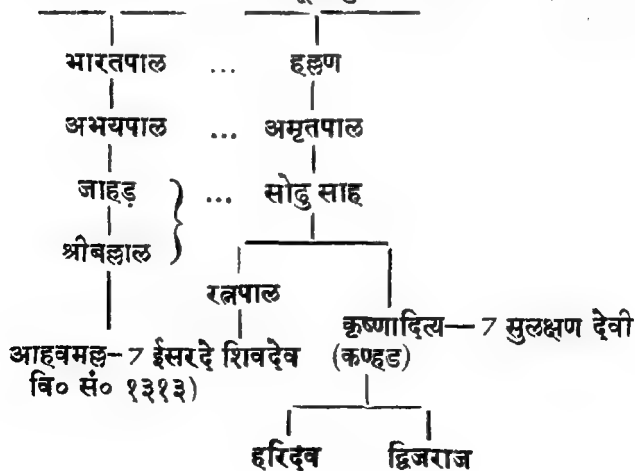 भारतपाल ... हल्लण
अभयपाल ... अमृतपाल
जाहड़ } ... सोढु साह
श्रीबल्लाल
रत्नपाल
आहवमल्ल–7 ईसरदे शिवदेव कृष्णादित्य—7 सुलक्षण देवी
वि० सं० १३१३) (कण्हड)
हरिदेव द्विजराज